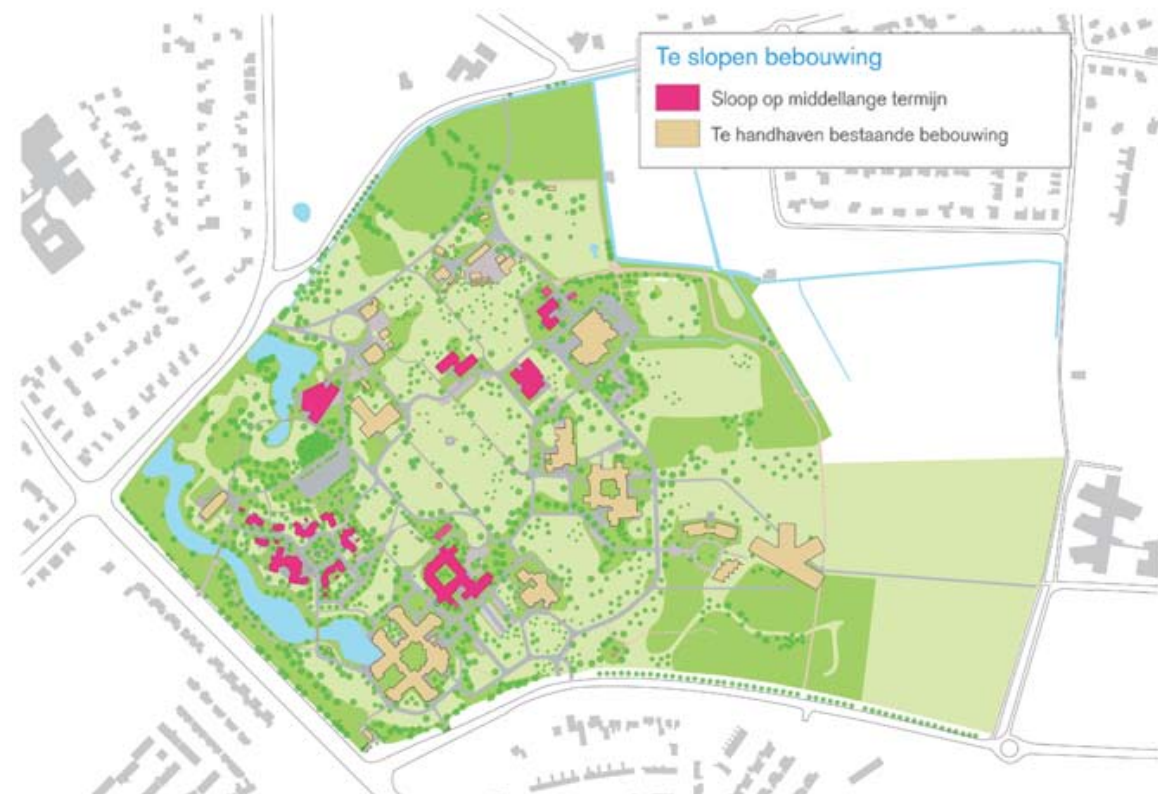 Te slopen bebouwing
Sloop op middellange termijn
Te handhaven bestaande bebouwing